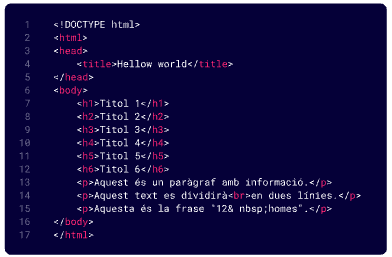 1 <!DOCTYPE html>
2 <html>
3 <head>
4 <title>Hellow world</title>
5 </head>
6 <body>
7 <h1>Titol 1</h1>
8 <h2>Titol 2</h2>
9 <h3>Titol 3</h3>
10 <h4>Titol 4</h4>
11 <h5>Titol 5</h5>
12 <h6>Titol 6</h6>
13 <p>Aquest és un paràgraf amb informació.</p>
14 <p>Aquest text es dividirà<br>en dues línies.</p>
15 <p>Aquesta és la frase "12& nbsp;homes".</p>
16 </body>
17 </html>